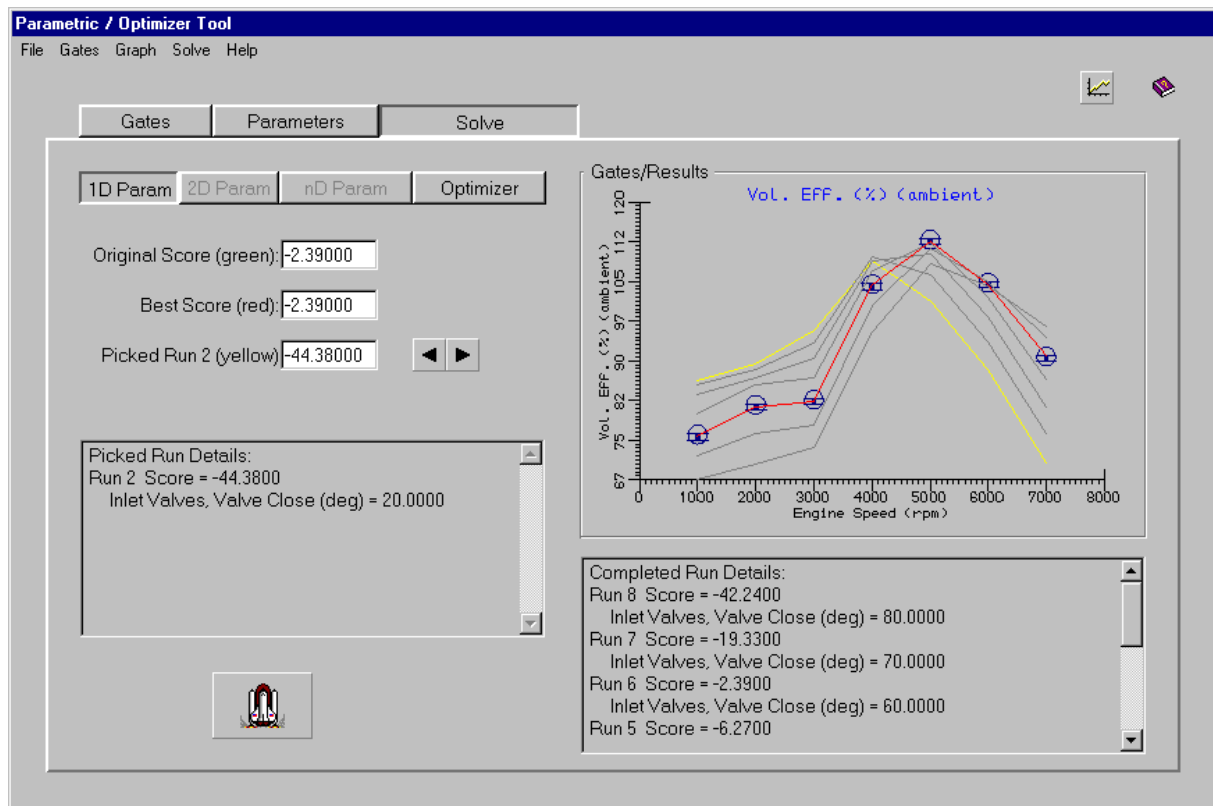 Parametric / Optimizer Tool
File Gates Graph Solve Help
Gates Parameters Solve
1D Param 2D Param nD Param Optimizer
Original Score (green): -2.39000
Best Score (red): -2.39000
Picked Run 2 (yellow) -44.38000
Picked Run Details:
Run 2 Score = -44.3800
Inlet Valves, Valve Close (deg) = 20.0000
Gates/Results
Vol. Eff. (%) (ambient)
120
112
105
97
90
82
75
67
Vol. Eff. (%) (ambient)
0 1000 2000 3000 4000 5000 6000 7000 8000
Engine Speed (rpm)
Completed Run Details:
Run 8 Score = -42.2400
Inlet Valves, Valve Close (deg) = 80.0000
Run 7 Score = -19.3300
Inlet Valves, Valve Close (deg) = 70.0000
Run 6 Score = -2.3900
Inlet Valves, Valve Close (deg) = 60.0000
Run 5 Score = -6.2700